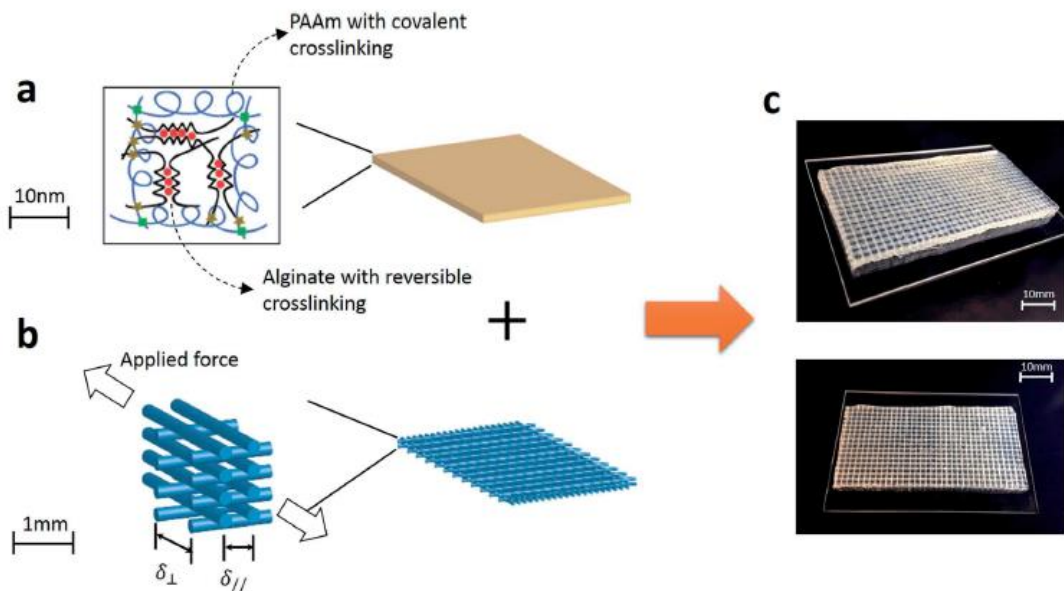 PAAm with covalent
crosslinking
a
10nm
Alginate with reversible
crosslinking
+
b
Applied force
1mm
δ⊥
δ//
c
10mm
10mm